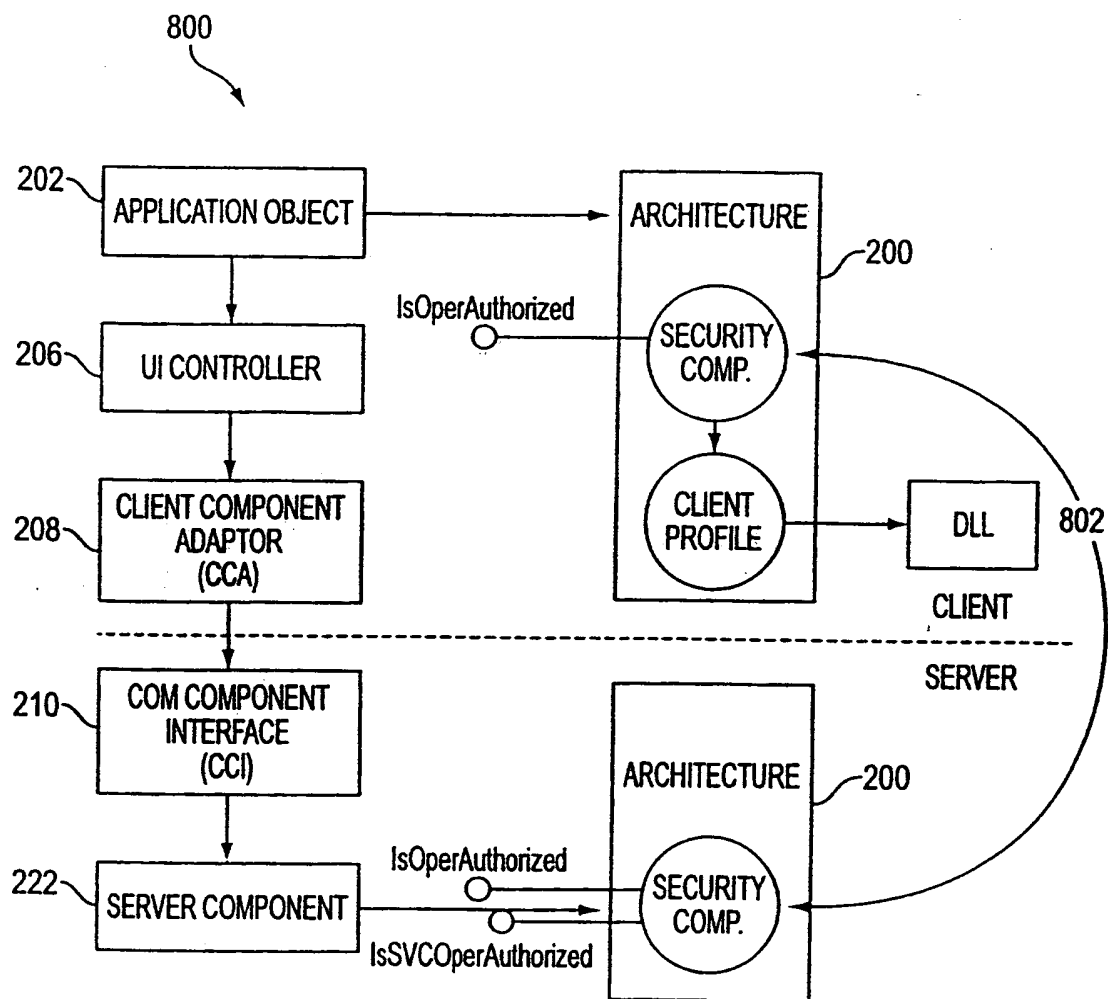 800
202
APPLICATION OBJECT
ARCHITECTURE
200
IsOperAuthorized
SECURITY
COMP.
206
UI CONTROLLER
208
CLIENT COMPONENT
ADAPTOR
(CCA)
CLIENT
PROFILE
DLL
802
CLIENT
SERVER
210
COM COMPONENT
INTERFACE
(CCI)
ARCHITECTURE
200
222
SERVER COMPONENT
IsOperAuthorized
IsSVCOperAuthorized
SECURITY
COMP.